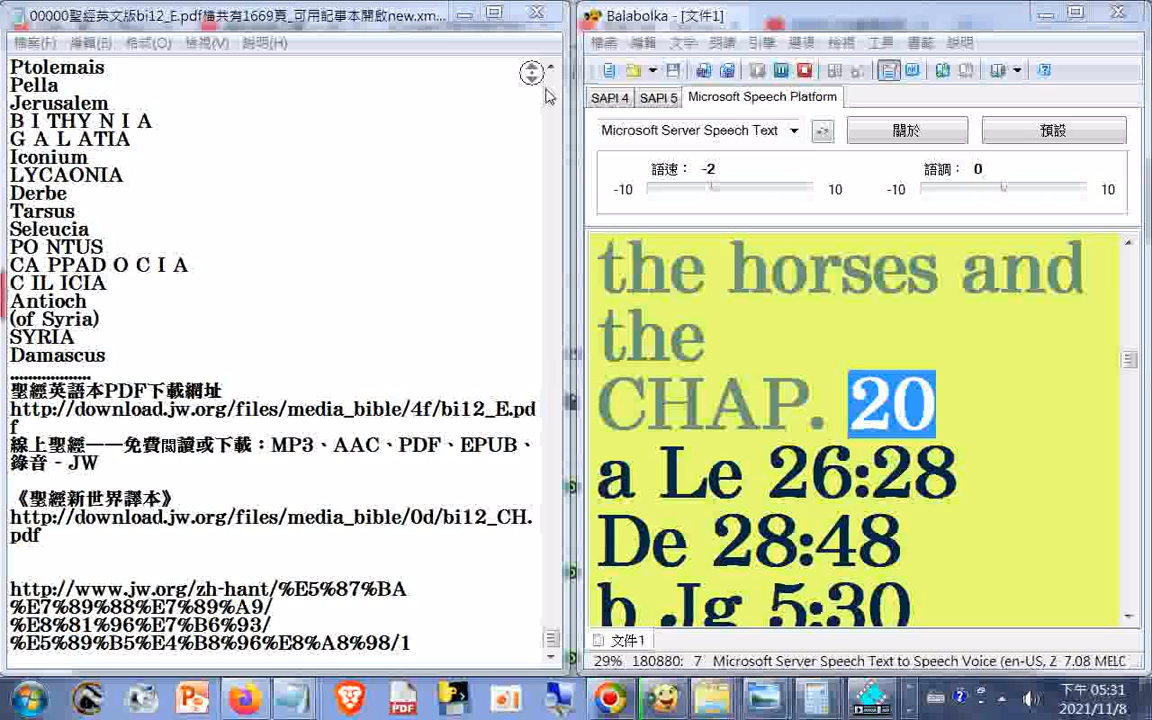 00000聖經英文版bi12_E.pdf檔共有1669頁_可用記事本開啟new.xm...
檔案(F) 編輯(E) 格式(O) 檢視(V) 說明(H)
Ptolemais
Pella
Jerusalem
B I THY N I A
G A L ATIA
Iconium
LYCAONIA
Derbe
Tarsus
Seleucia
PO NTUS
CA PPAD O C I A
C IL ICIA
Antioch
(of Syria)
SYRIA
Damascus
..................
聖經英語本PDF下載網址
http://download.jw.org/files/media_bible/4f/bi12_E.pd
f
線上聖經——免費閱讀或下載：MP3、AAC、PDF、EPUB、
錄音 - JW
《聖經新世界譯本》
http://download.jw.org/files/media_bible/0d/bi12_CH.
pdf
http://www.jw.org/zh-hant/%E5%87%BA
%E7%89%88%E7%89%A9/
%E8%81%96%E7%B6%93/
%E5%89%B5%E4%B8%96%E8%A8%98/1
Balabolka - [文件1]
檔案 編輯 文字 朗讀 引擎 選項 檢視 工具 書籤 說明
SAPI 4 SAPI 5 Microsoft Speech Platform
Microsoft Server Speech Text 關於 預設
語速： -2 語調： 0
-10 10 -10 10
the horses and
the
CHAP. 20
a Le 26:28
De 28:48
b Jg 5:30
文件1
29% 180880: 7 Microsoft Server Speech Text to Speech Voice (en-US, Z 7.08 MELC
下午 05:31
2021/11/8